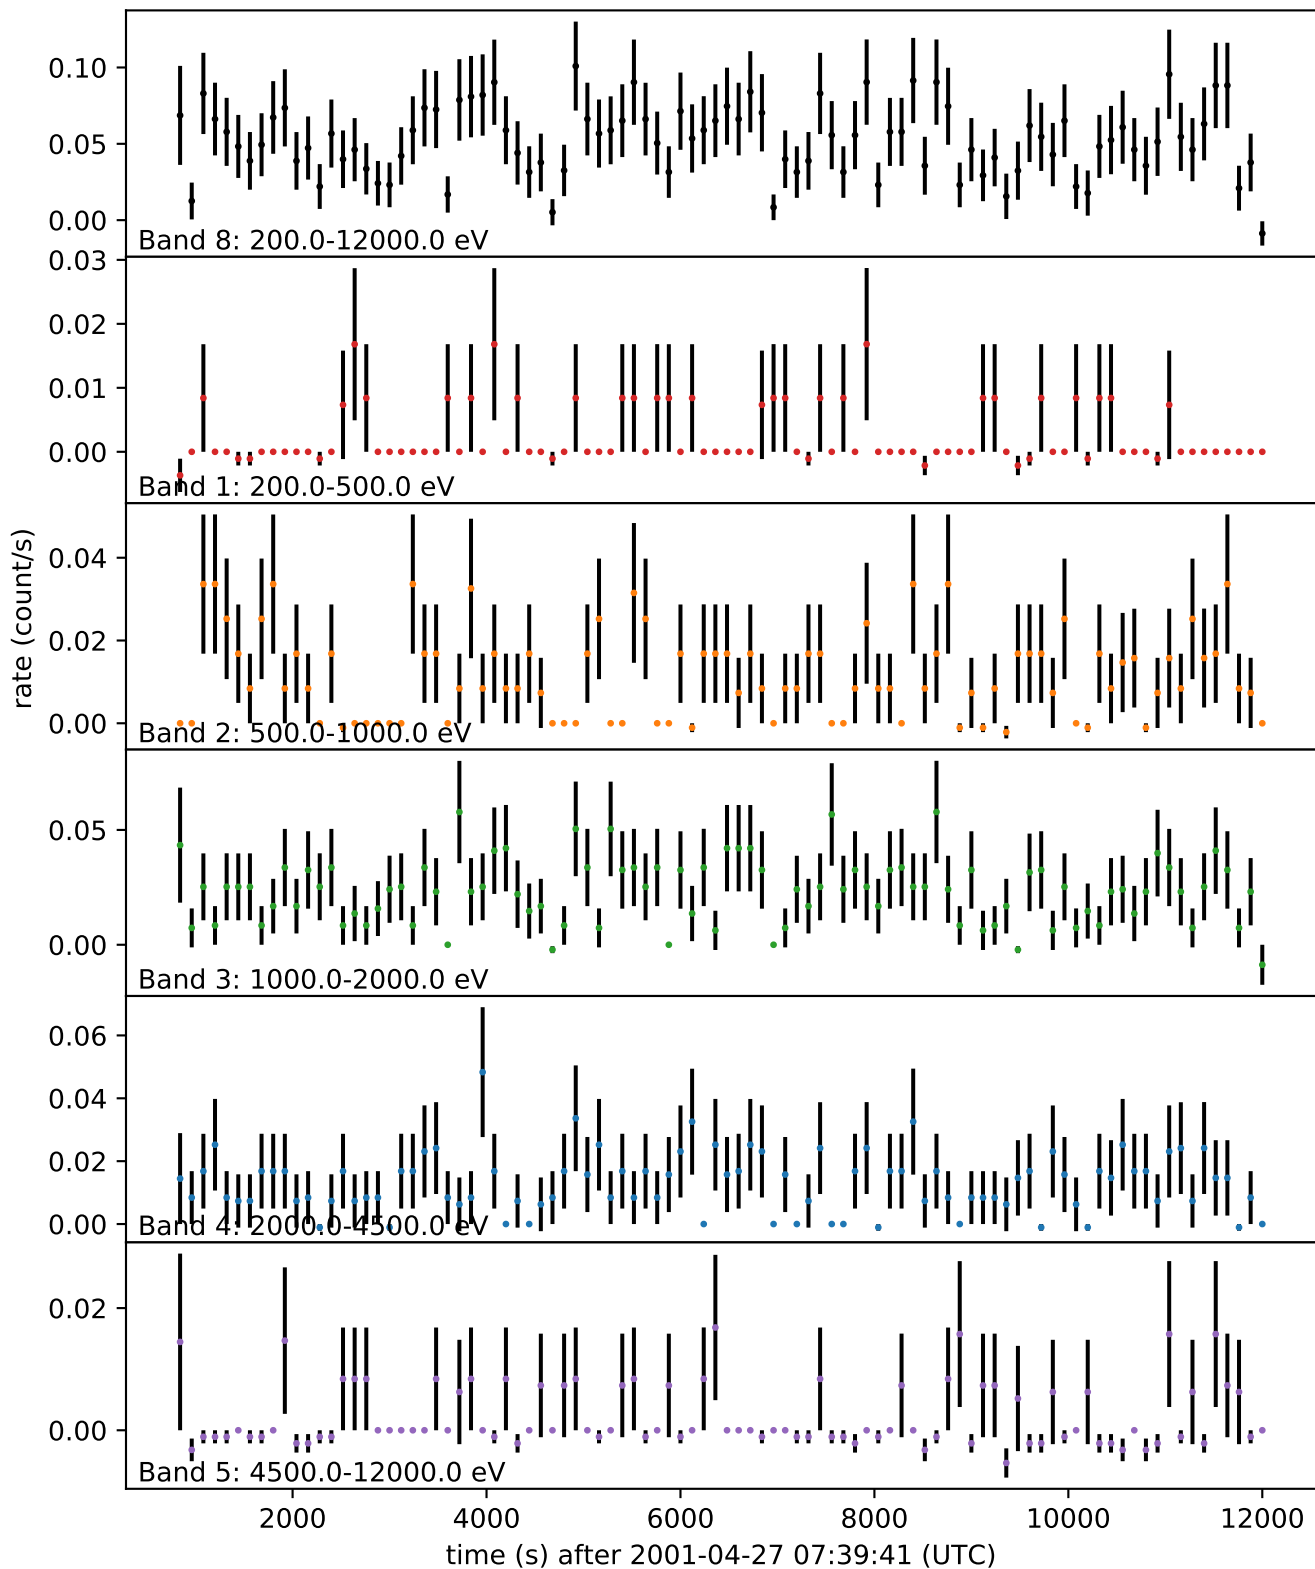 0.10
0.05
0.00
Band 8: 200.0-12000.0 eV
0.03
0.02
0.01
0.00
Band 1: 200.0-500.0 eV
rate (count/s)
0.04
0.02
0.00
Band 2: 500.0-1000.0 eV
0.05
0.00
Band 3: 1000.0-2000.0 eV
0.06
0.04
0.02
0.00
Band 4: 2000.0-4500.0 eV
0.02
0.00
Band 5: 4500.0-12000.0 eV
2000 4000 6000 8000 10000 12000
time (s) after 2001-04-27 07:39:41 (UTC)